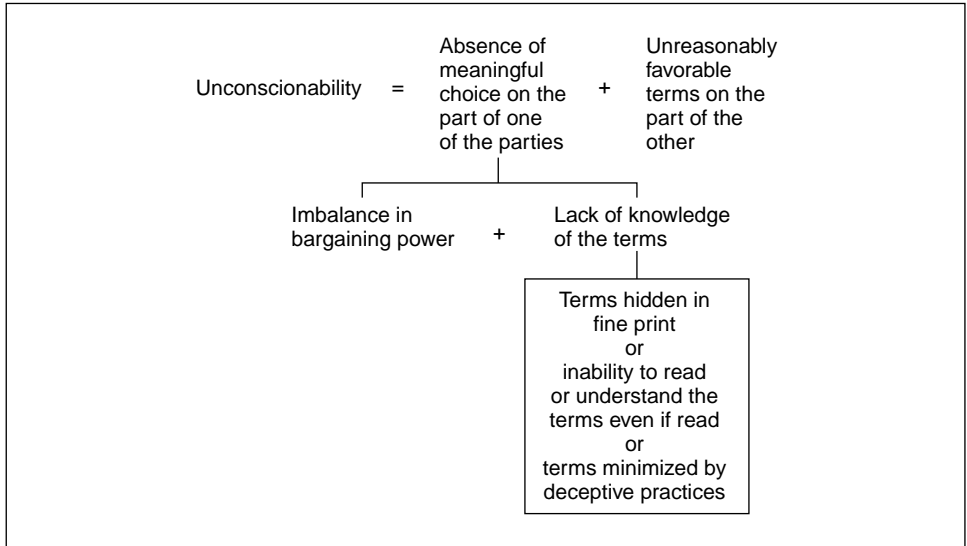 Unconscionability
=
Absence of
meaningful
choice on the
part of one
of the parties
+
Unreasonably
favorable
terms on the
part of the
other
Imbalance in
bargaining power
+
Lack of knowledge
of the terms
Terms hidden in
fine print
or
inability to read
or understand the
terms even if read
or
terms minimized by
deceptive practices